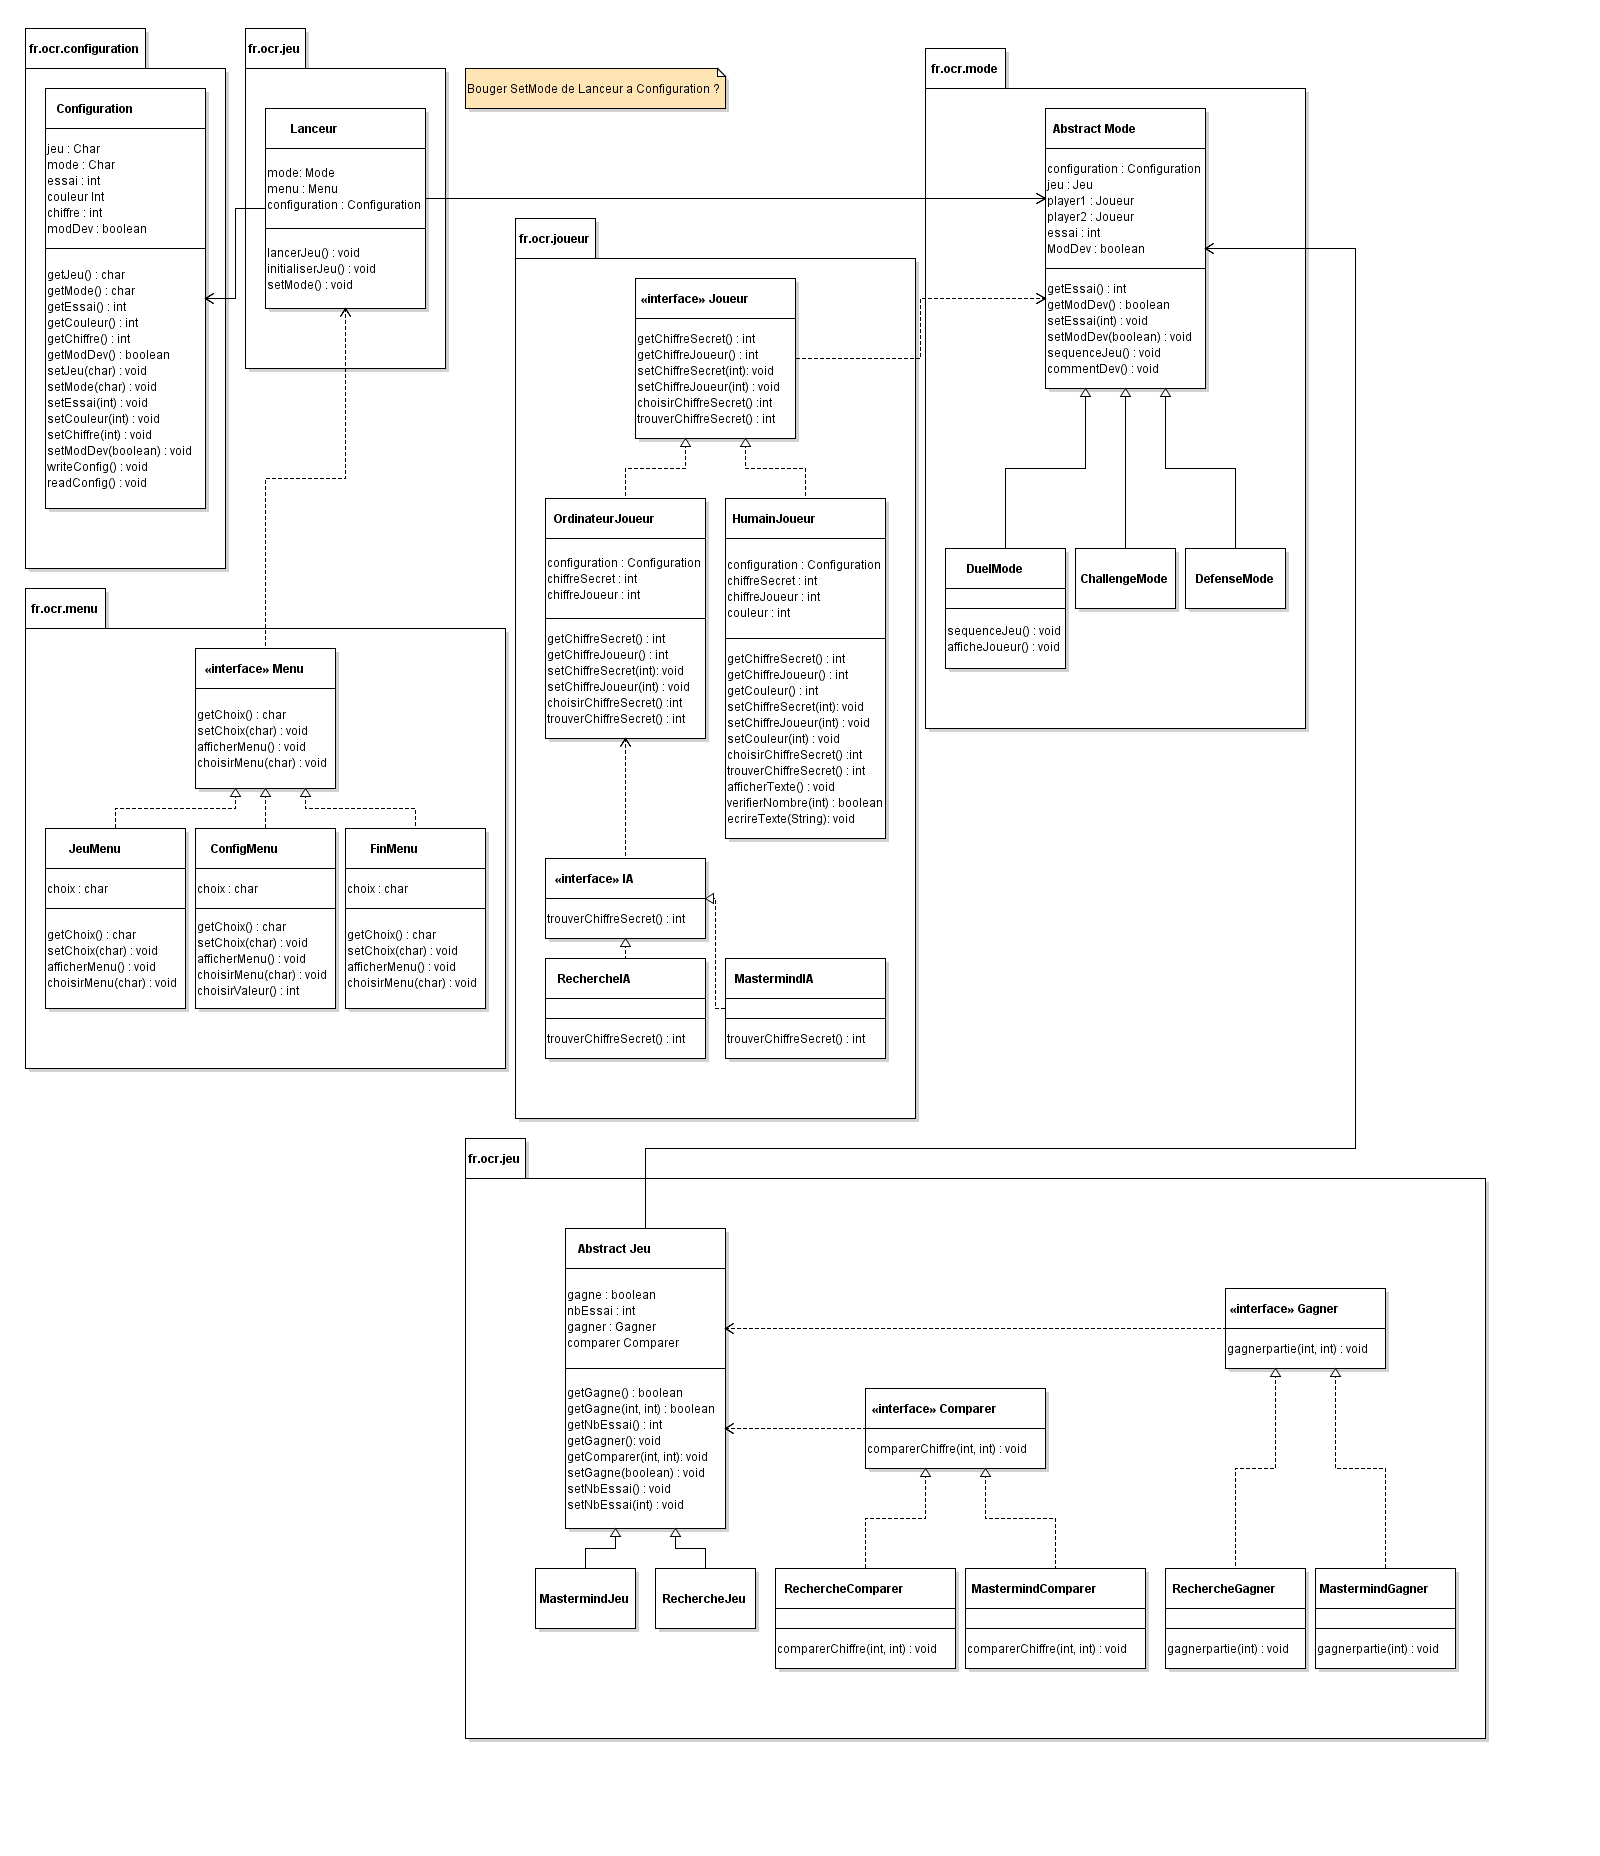 fr.ocr.configuration
Configuration
jeu : Char
mode : Char
essai : int
couleur Int
chiffre : int
modDev : boolean
getJeu() : char
getMode() : char
getEssai() : int
getCouleur() : int
getChiffre() : int
getModDev() : boolean
setJeu(char) : void
setMode(char) : void
setEssai(int) : void
setCouleur(int) : void
setChiffre(int) : void
setModDev(boolean) : void
writeConfig() : void
readConfig() : void
fr.ocr.jeu
Lanceur
mode: Mode
menu : Menu
configuration : Configuration
lancerJeu() : void
initialiserJeu() : void
setMode() : void
Bouger SetMode de Lanceur a Configuration ?
fr.ocr.mode
Abstract Mode
configuration : Configuration
jeu : Jeu
player1 : Joueur
player2 : Joueur
essai : int
ModDev : boolean
getEssai() : int
getModDev() : boolean
setEssai(int) : void
setModDev(boolean) : void
sequenceJeu() : void
commentDev() : void
DuelMode
sequenceJeu() : void
afficheJoueur() : void
ChallengeMode
DefenseMode
fr.ocr.joueur
«interface» Joueur
getChiffreSecret() : int
getChiffreJoueur() : int
setChiffreSecret(int): void
setChiffreJoueur(int) : void
choisirChiffreSecret() :int
trouverChiffreSecret() : int
OrdinateurJoueur
configuration : Configuration
chiffreSecret : int
chiffreJoueur : int
getChiffreSecret() : int
getChiffreJoueur() : int
setChiffreSecret(int): void
setChiffreJoueur(int) : void
choisirChiffreSecret() :int
trouverChiffreSecret() : int
HumainJoueur
configuration : Configuration
chiffreSecret : int
chiffreJoueur : int
couleur : int
getChiffreSecret() : int
getChiffreJoueur() : int
getCouleur() : int
setChiffreSecret(int): void
setChiffreJoueur(int) : void
setCouleur(int) : void
choisirChiffreSecret() :int
trouverChiffreSecret() : int
afficherTexte() : void
verifierNombre(int) : boolean
ecrireTexte(String): void
«interface» IA
trouverChiffreSecret() : int
RechercheIA
trouverChiffreSecret() : int
MastermindIA
trouverChiffreSecret() : int
fr.ocr.menu
«interface» Menu
getChoix() : char
setChoix(char) : void
afficherMenu() : void
choisirMenu(char) : void
JeuMenu
choix : char
getChoix() : char
setChoix(char) : void
afficherMenu() : void
choisirMenu(char) : void
ConfigMenu
choix : char
getChoix() : char
setChoix(char) : void
afficherMenu() : void
choisirMenu(char) : void
choisirValeur() : int
FinMenu
choix : char
getChoix() : char
setChoix(char) : void
afficherMenu() : void
choisirMenu(char) : void
fr.ocr.jeu
Abstract Jeu
gagne : boolean
nbEssai : int
gagner : Gagner
comparer Comparer
getGagne() : boolean
getGagne(int, int) : boolean
getNbEssai() : int
getGagner(): void
getComparer(int, int): void
setGagne(boolean) : void
setNbEssai() : void
setNbEssai(int) : void
MastermindJeu
RechercheJeu
«interface» Comparer
comparerChiffre(int, int) : void
RechercheComparer
comparerChiffre(int, int) : void
MastermindComparer
comparerChiffre(int, int) : void
«interface» Gagner
gagnerpartie(int, int) : void
RechercheGagner
gagnerpartie(int) : void
MastermindGagner
gagnerpartie(int) : void